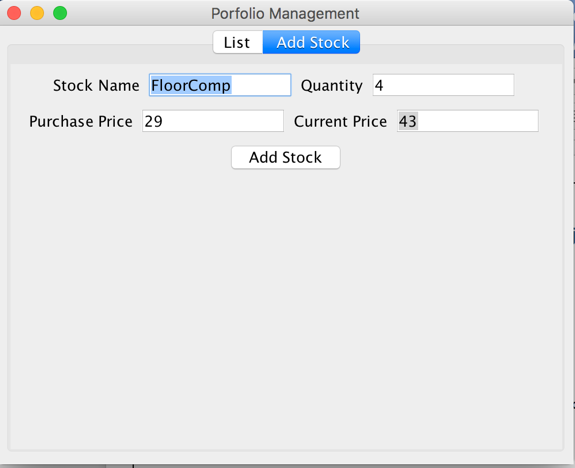 Porfolio Management
List Add Stock
Stock Name FloorComp Quantity 4
Purchase Price 29 Current Price 43
Add Stock